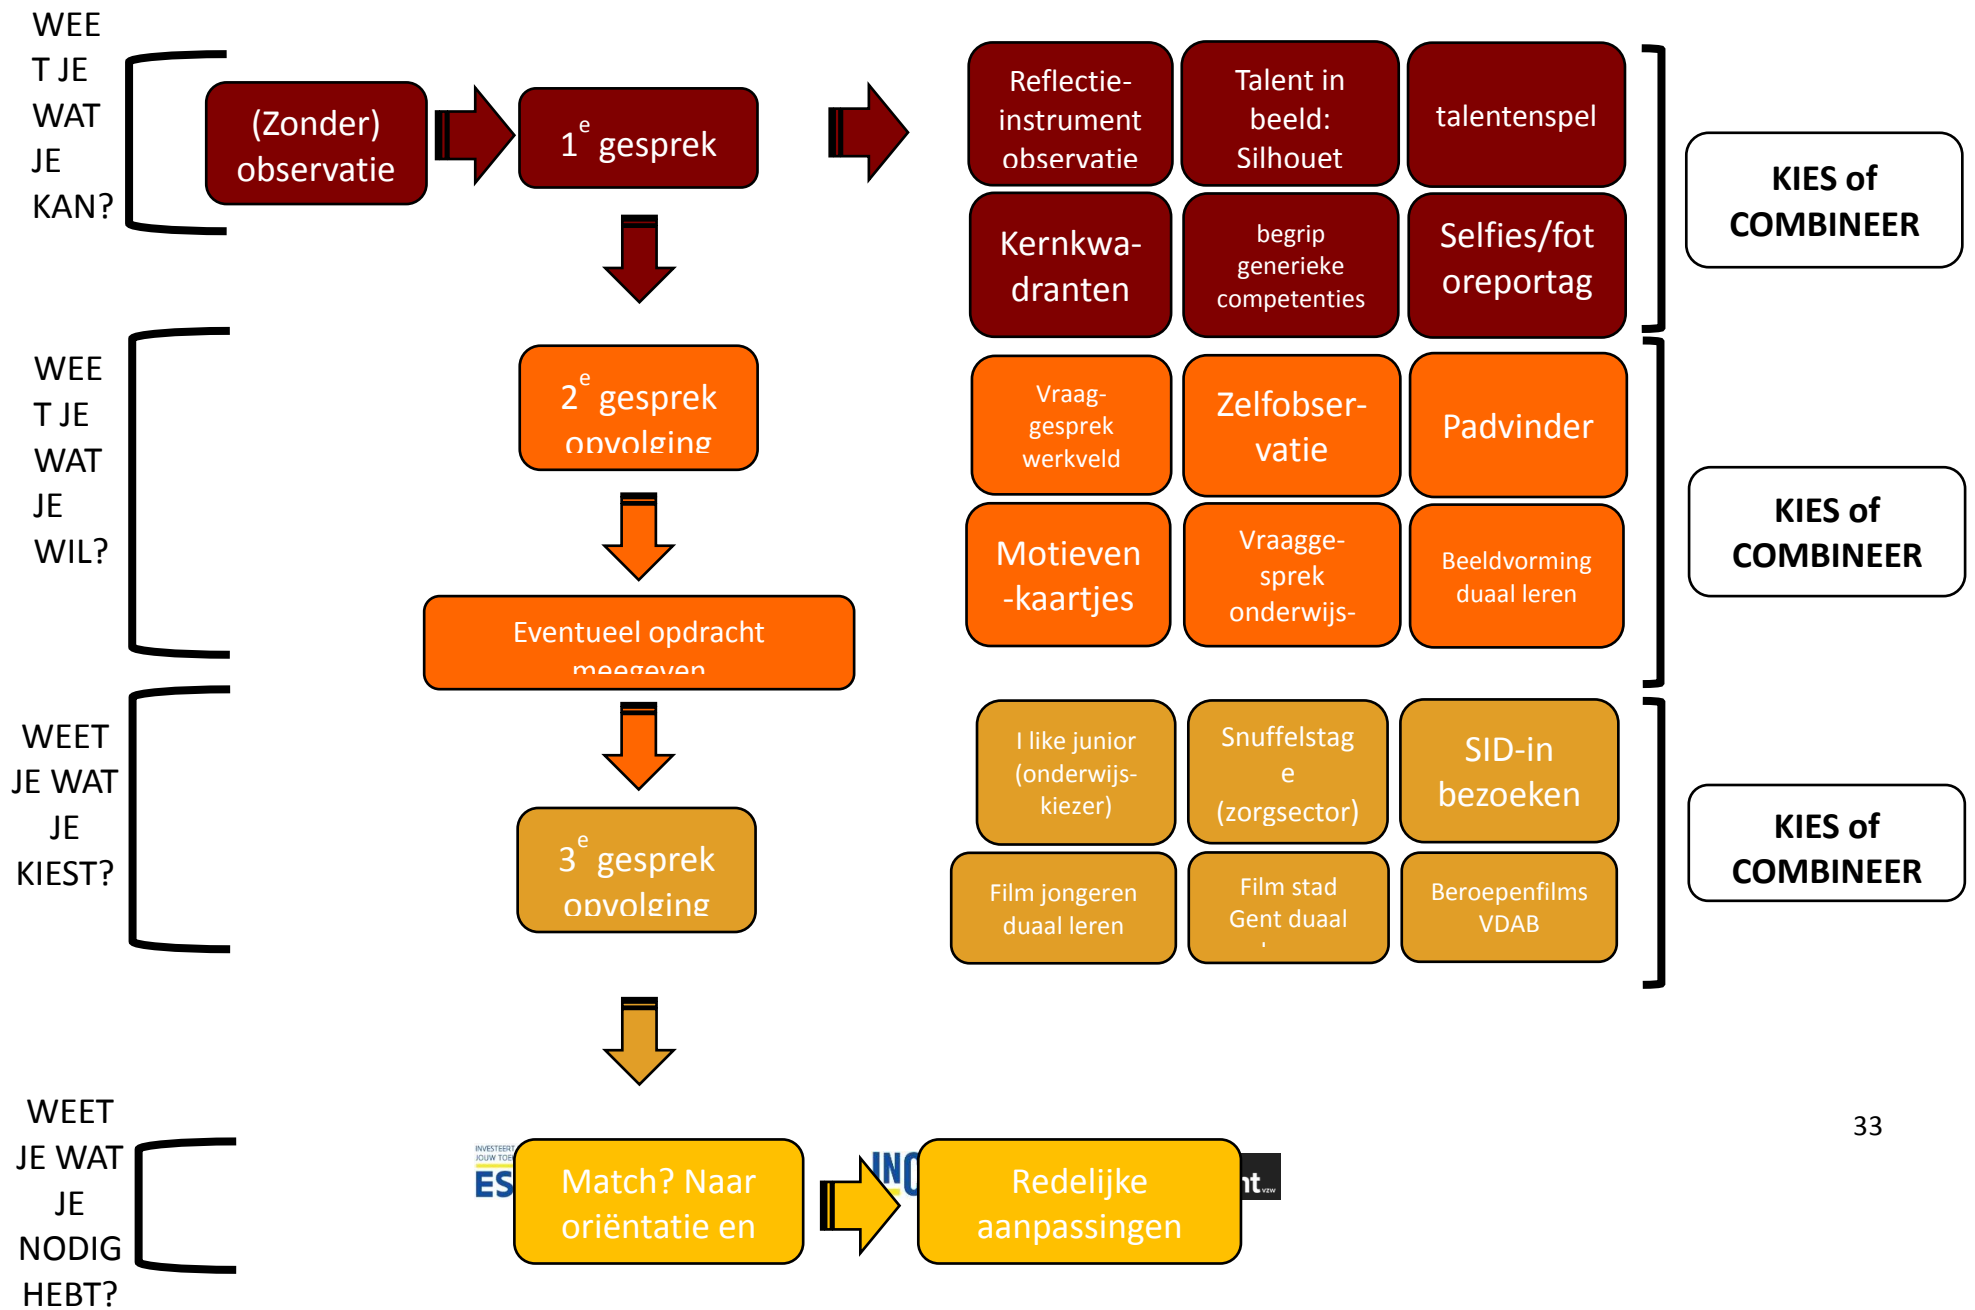 WEE
T JE
WAT
JE
KAN?
(Zonder)
observatie
1e gesprek
Reflectie-
instrument
observatie
Talent in
beeld:
Silhouet
talentenspel
Kernkwa-
dranten
begrip
generieke
competenties
Selfies/fot
oreportag
KIES of
COMBINEER
WEE
T JE
WAT
JE
WIL?
2e gesprek
opvolging
Eventueel opdracht
meegeven
Vraag-
gesprek
werkveld
Zelfobser-
vatie
Padvinder
Motieven
-kaartjes
Vraagge-
sprek
onderwijs-
Beeldvorming
duaal leren
KIES of
COMBINEER
WEET
JE WAT
JE
KIEST?
3e gesprek
opvolging
I like junior
(onderwijs-
kiezer)
Snuffelstag
e
(zorgsector)
SID-in
bezoeken
Film jongeren
duaal leren
Film stad
Gent duaal
Beroepenfilms
VDAB
KIES of
COMBINEER
WEET
JE WAT
JE
NODIG
HEBT?
INVESTEERT
ES
Match? Naar
oriëntatie en
Redelijke
aanpassingen
nt vzw
33